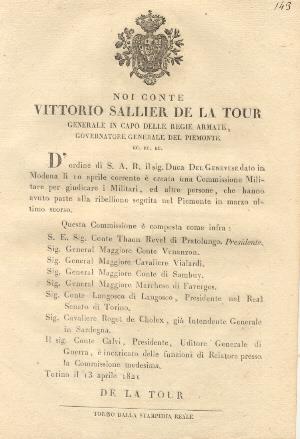 143
NOI CONTE
VITTORIO SALLIER DE LA TOUR
GENERALE IN CAPO DELLE REGIE ARMATE,
GOVERNATORE GENERALE DEL PIEMONTE
EC. EC. EC.
D' ordine di S. A. R. il sig. Duca DEL GENEVESE dato in
Modena li 10 aprile corrente è creata una Commissione Mili-
tare per giudicare i Militari, ed altre persone, che hanno
avuto parte alla ribellione seguita nel Piemonte in marzo ul-
timo scorso.
Questa Commissione è composta come infra:
S. E. Sig. Conte Thaon Revel di Pratolungo. Presidente.
Sig. General Maggiore Conte Venanzon.
Sig. General Maggiore Cavaliere Vialardi.
Sig. General Maggiore Conte di Sambuy.
Sig. General Maggiore Marchese di Faverges.
Sig. Conte Langosco di Langosco, Presidente nel Real
Senato di Torino.
Sig. Cavaliere Roget de Cholex, già Intendente Generale
in Sardegna.
Il sig. Conte Calvi, Presidente, Uditore Generale di
Guerra, è incaricato delle funzioni di Relatore presso
la Commissione medesima.
Torino il 13 aprile 1821
DE LA TOUR
TORINO DALLA STAMPERIA REALE